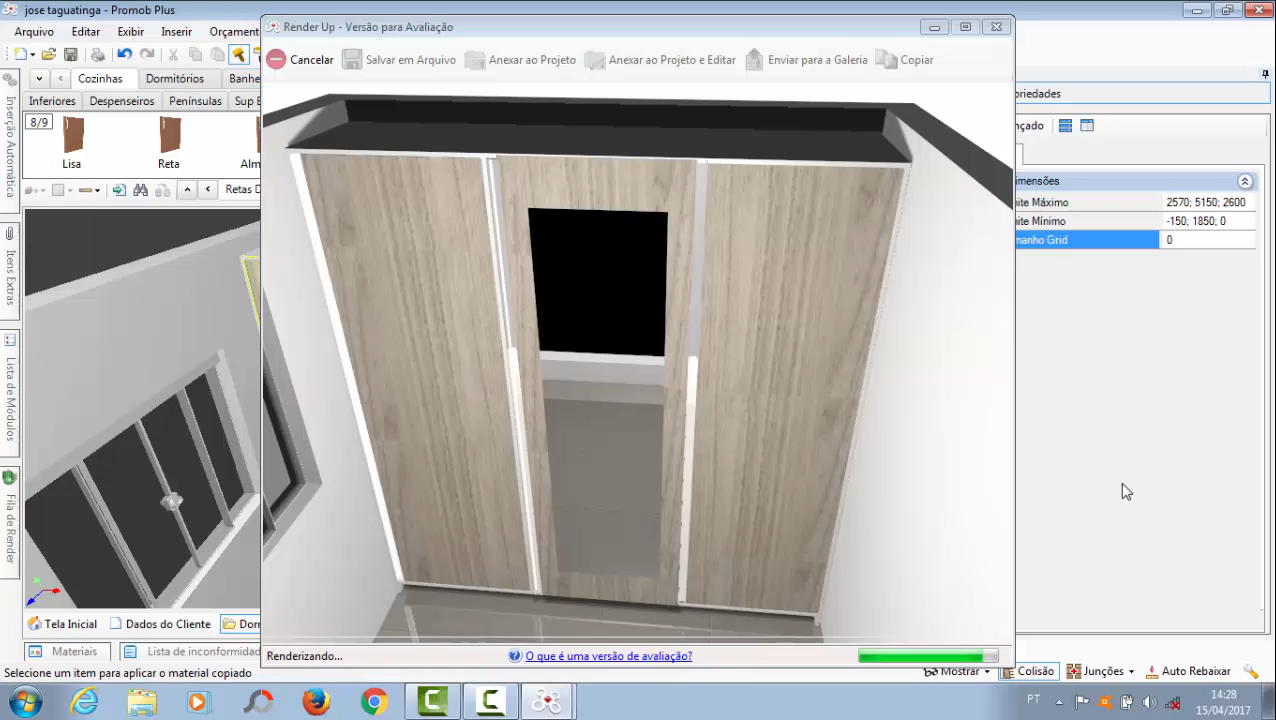 jose taguatinga - Promob Plus
Arquivo Editar Exibir Inserir Orçament
Cozinhas Dormitórios Banhe
Inferiores Despenseiros Penínsulas Sup E
8/9
Lisa Reta Alm
Retas D
Inserção Automática
Itens Extras
Lista de Módulos
Fila de Render
Render Up - Versão para Avaliação
Cancelar Salvar em Arquivo Anexar ao Projeto Anexar ao Projeto e Editar Enviar para a Galeria Copiar
Renderizando... O que é uma versão de avaliação?
oriedades
nçado
imensões
ite Máximo 2570; 5150; 2600
ite Mínimo -150; 1850; 0
manho Grid 0
Tela Inicial Dados do Cliente Dor
Materiais Lista de inconformidad
Selecione um item para aplicar o material copiado
Mostrar Colisão Junções Auto Rebaixar
PT
14:28
15/04/2017